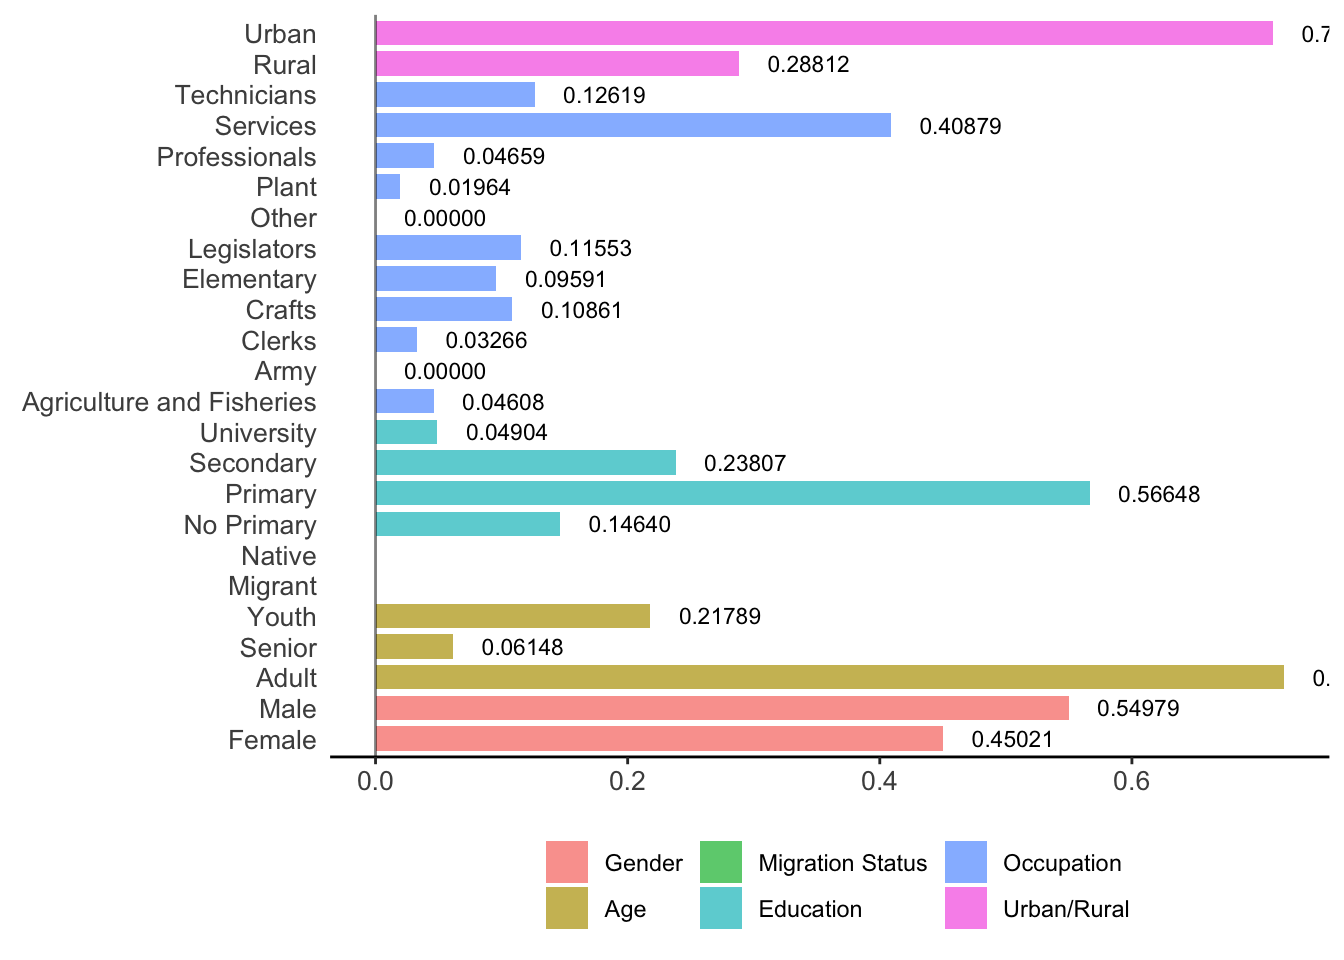 Urban
Rural 0.28812
Technicians 0.12619
Services 0.40879
Professionals 0.04659
Plant 0.01964
Other 0.00000
Legislators 0.11553
Elementary 0.09591
Crafts 0.10861
Clerks 0.03266
Army 0.00000
Agriculture and Fisheries 0.04608
University 0.04904
Secondary 0.23807
Primary 0.56648
No Primary 0.14640
Native
Migrant
Youth 0.21789
Senior 0.06148
Adult
Male 0.54979
Female 0.45021
0.0 0.2 0.4 0.6
Gender Migration Status Occupation
Age Education Urban/Rural